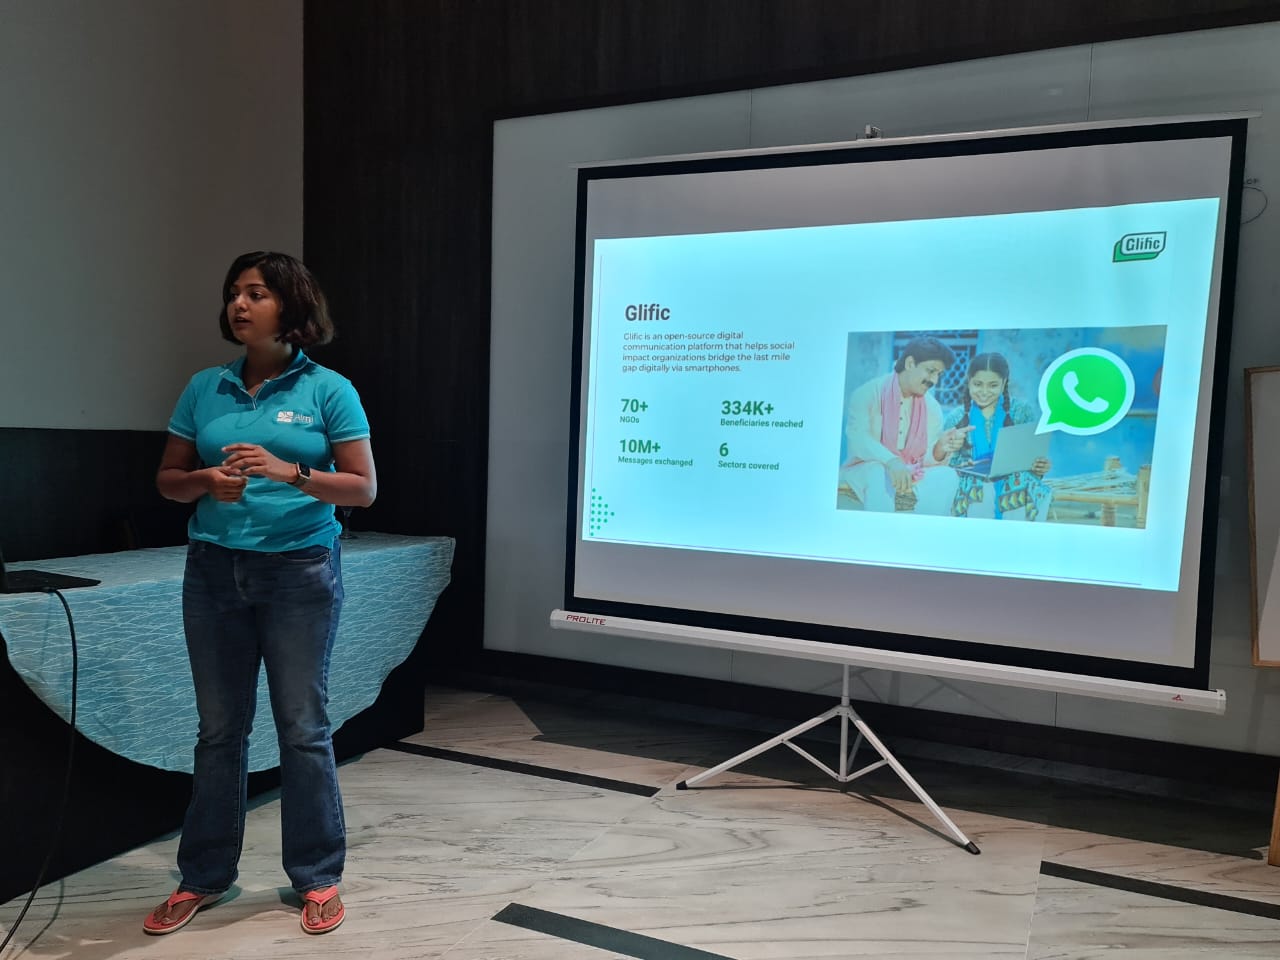 Glific
Glific
Glific is an open-source digital
communication platform that helps social
impact organizations bridge the last mile
gap digitally via smartphones.
70+
NGOs
334K+
Beneficiaries reached
10M+
Messages exchanged
6
Sectors covered
PROLITE